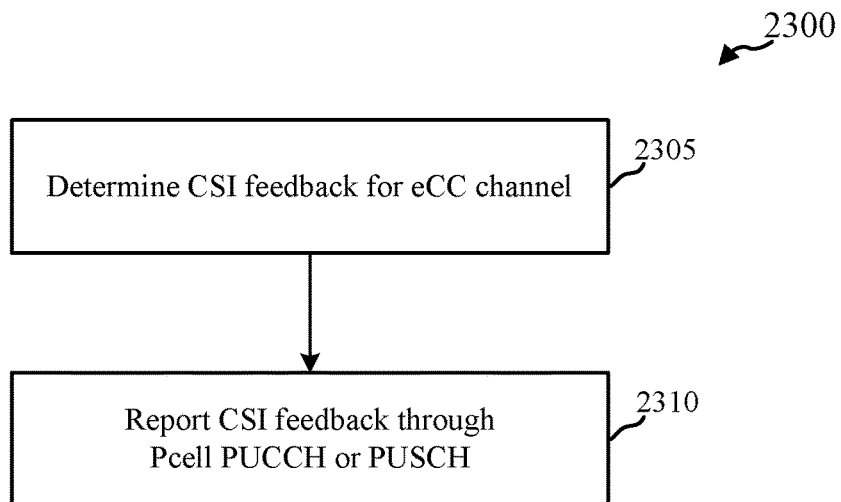 2300
2305
Determine CSI feedback for eCC channel
2310
Report CSI feedback through
Pcell PUCCH or PUSCH